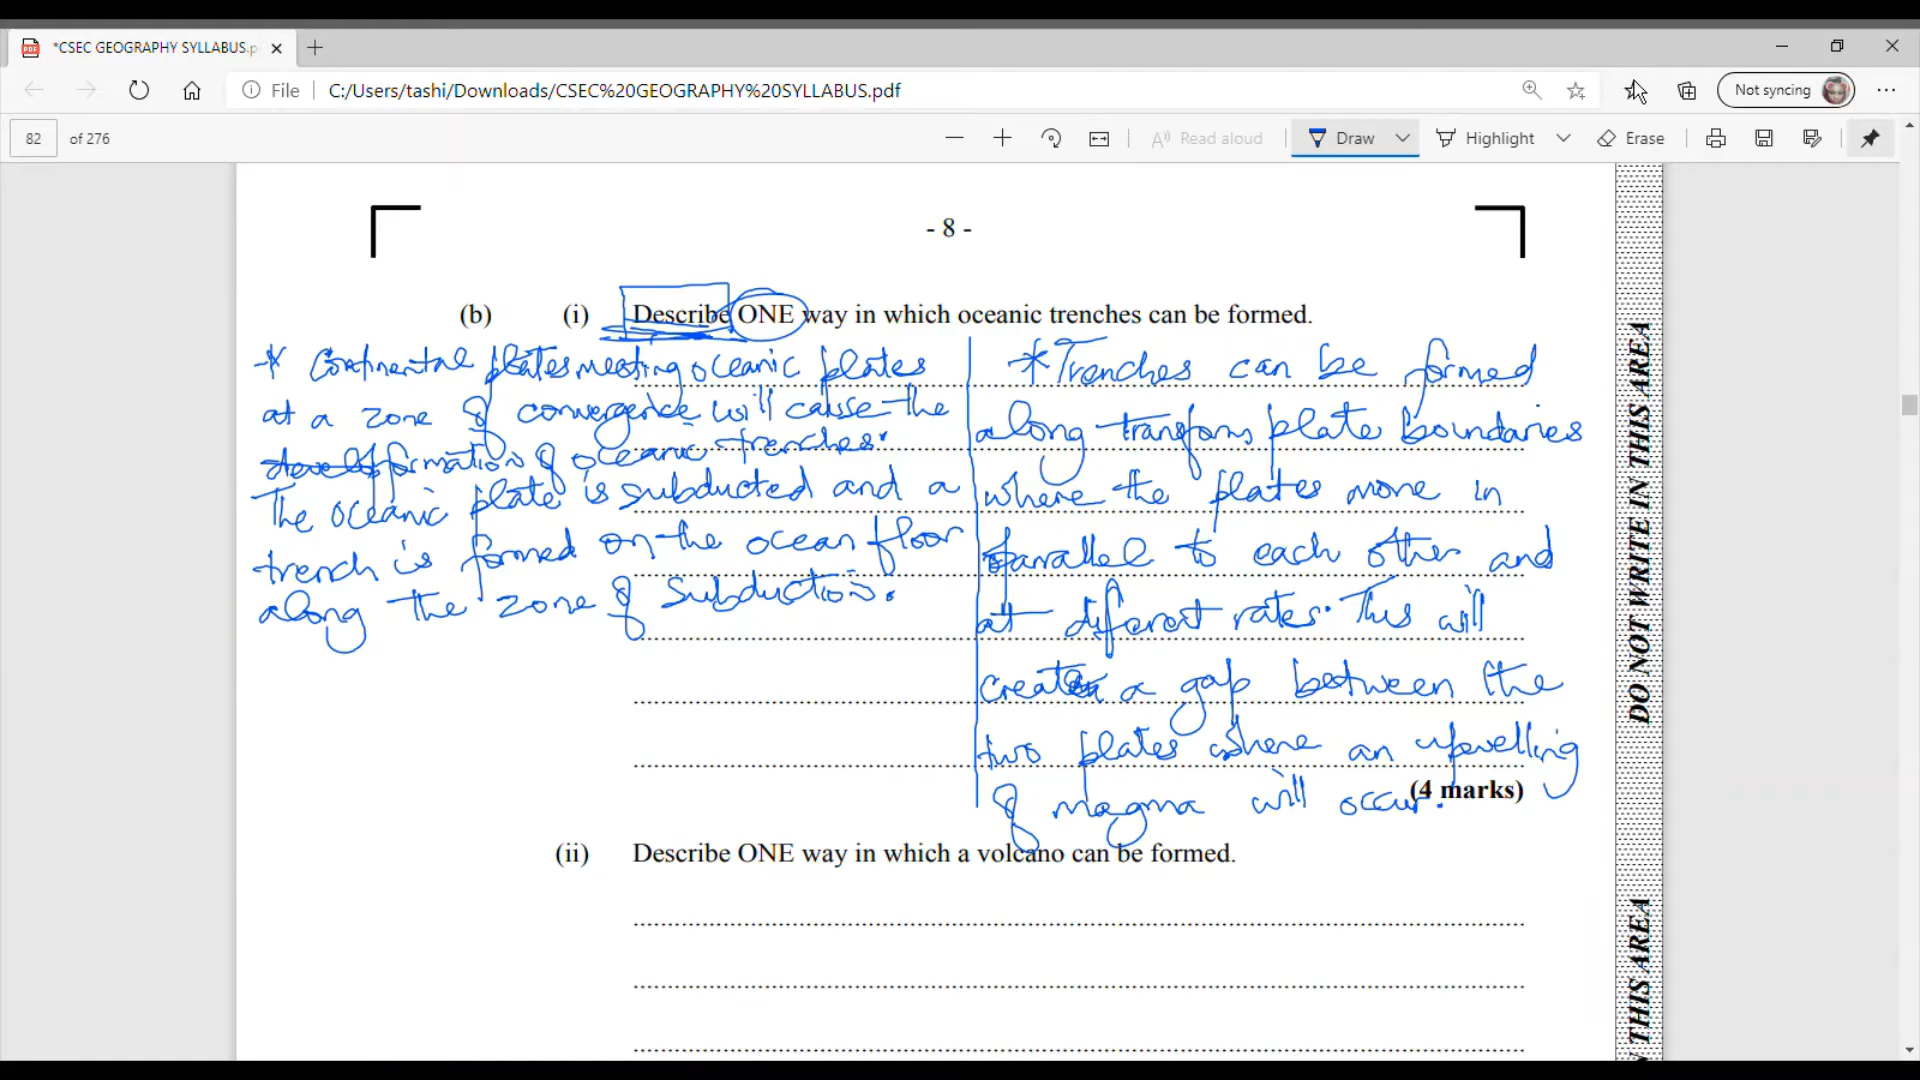 *CSEC GEOGRAPHY SYLLABUS.p
File C:/Users/tashi/Downloads/CSEC%20GEOGRAPHY%20SYLLABUS.pdf Not syncing
82 of 276 Read aloud Draw Highlight Erase
- 8 -
(b) (i) Describe ONE way in which oceanic trenches can be formed.
* Continental plates meeting oceanic plates
at a zone of convergence will cause the
formation of oceanic trenches.
The oceanic plate is subducted and a
trench is formed on the ocean floor
along the zone of subduction.
* Trenches can be formed
along transfoms plate boundaries
where the plates move in
parrallel to each other and
at diferent rates. This will
create a gap between the
two plates where an upwelling
of magma will occur.
(4 marks)
(ii) Describe ONE way in which a volcano can be formed.
DO NOT WRITE IN THIS AREA
THIS AREA